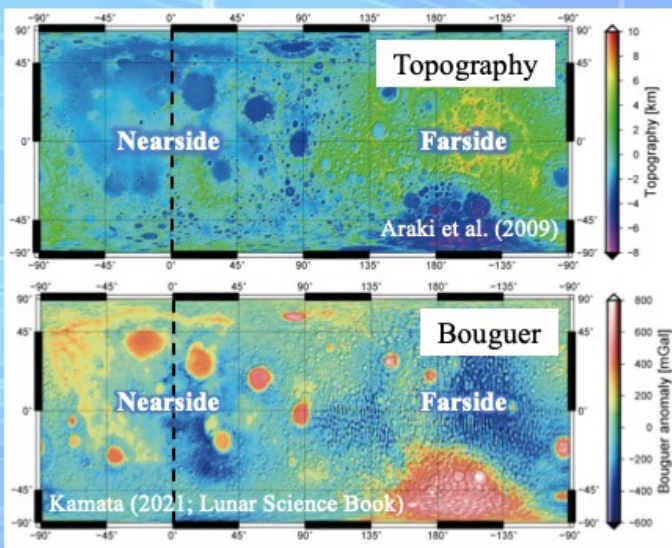 −90° −45° 0° 45° 90° 135° 180° −135° −90°
90° 90° 10
Topography
8
45° 45° 6
4
Nearside Farside
0° 0° 2
0
−2
−45° −45° −4
Araki et al. (2009)
−6
−90° −90° −8
−90° −45° 0° 45° 90° 135° 180° −135° −90°
Topography [km]
−90° −45° 0° 45° 90° 135° 180° −135° −90°
90° 90° 800
Bouguer
600
45° 45°
400
Nearside Farside
200
0° 0°
0
−200
−45° −45°
−400
Kamata (2021; Lunar Science Book)
−90° −90° −600
−90° −45° 0° 45° 90° 135° 180° −135° −90°
Bouguer anomaly [mGal]